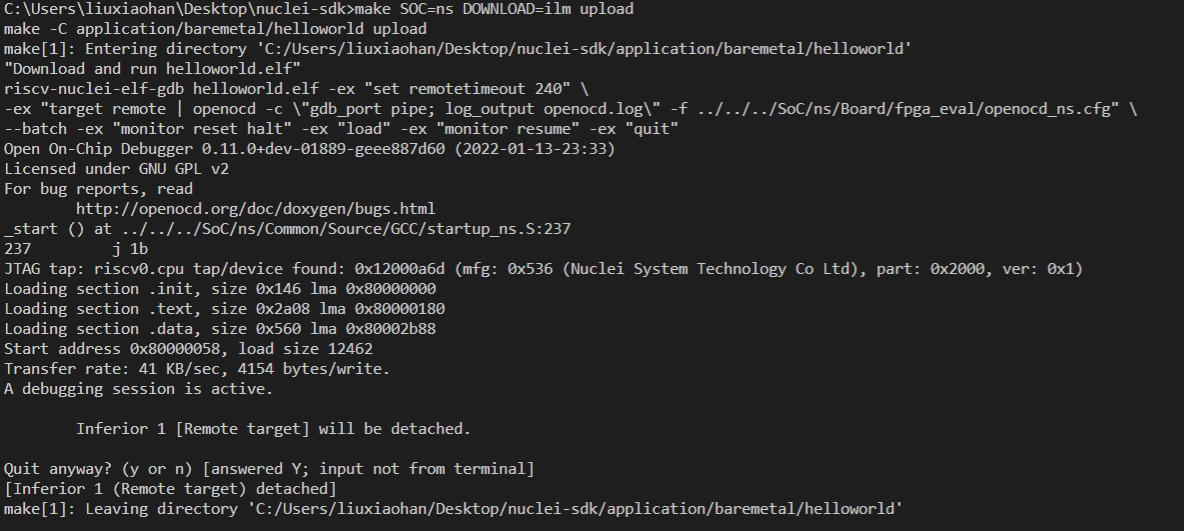 C:\Users\liuxiaohan\Desktop\nuclei-sdk>make SOC=ns DOWNLOAD=ilm upload
make -C application/baremetal/helloworld upload
make[1]: Entering directory 'C:/Users/liuxiaohan/Desktop/nuclei-sdk/application/baremetal/helloworld'
"Download and run helloworld.elf"
riscv-nuclei-elf-gdb helloworld.elf -ex "set remotetimeout 240" \
-ex "target remote | openocd -c \"gdb_port pipe; log_output openocd.log\" -f ../../../SoC/ns/Board/fpga_eval/openocd_ns.cfg" \
--batch -ex "monitor reset halt" -ex "load" -ex "monitor resume" -ex "quit"
Open On-Chip Debugger 0.11.0+dev-01889-geee887d60 (2022-01-13-23:33)
Licensed under GNU GPL v2
For bug reports, read
        http://openocd.org/doc/doxygen/bugs.html
_start () at ../../../SoC/ns/Common/Source/GCC/startup_ns.S:237
237         j 1b
JTAG tap: riscv0.cpu tap/device found: 0x12000a6d (mfg: 0x536 (Nuclei System Technology Co Ltd), part: 0x2000, ver: 0x1)
Loading section .init, size 0x146 lma 0x80000000
Loading section .text, size 0x2a08 lma 0x80000180
Loading section .data, size 0x560 lma 0x80002b88
Start address 0x80000058, load size 12462
Transfer rate: 41 KB/sec, 4154 bytes/write.
A debugging session is active.
        Inferior 1 [Remote target] will be detached.
Quit anyway? (y or n) [answered Y; input not from terminal]
[Inferior 1 (Remote target) detached]
make[1]: Leaving directory 'C:/Users/liuxiaohan/Desktop/nuclei-sdk/application/baremetal/helloworld'